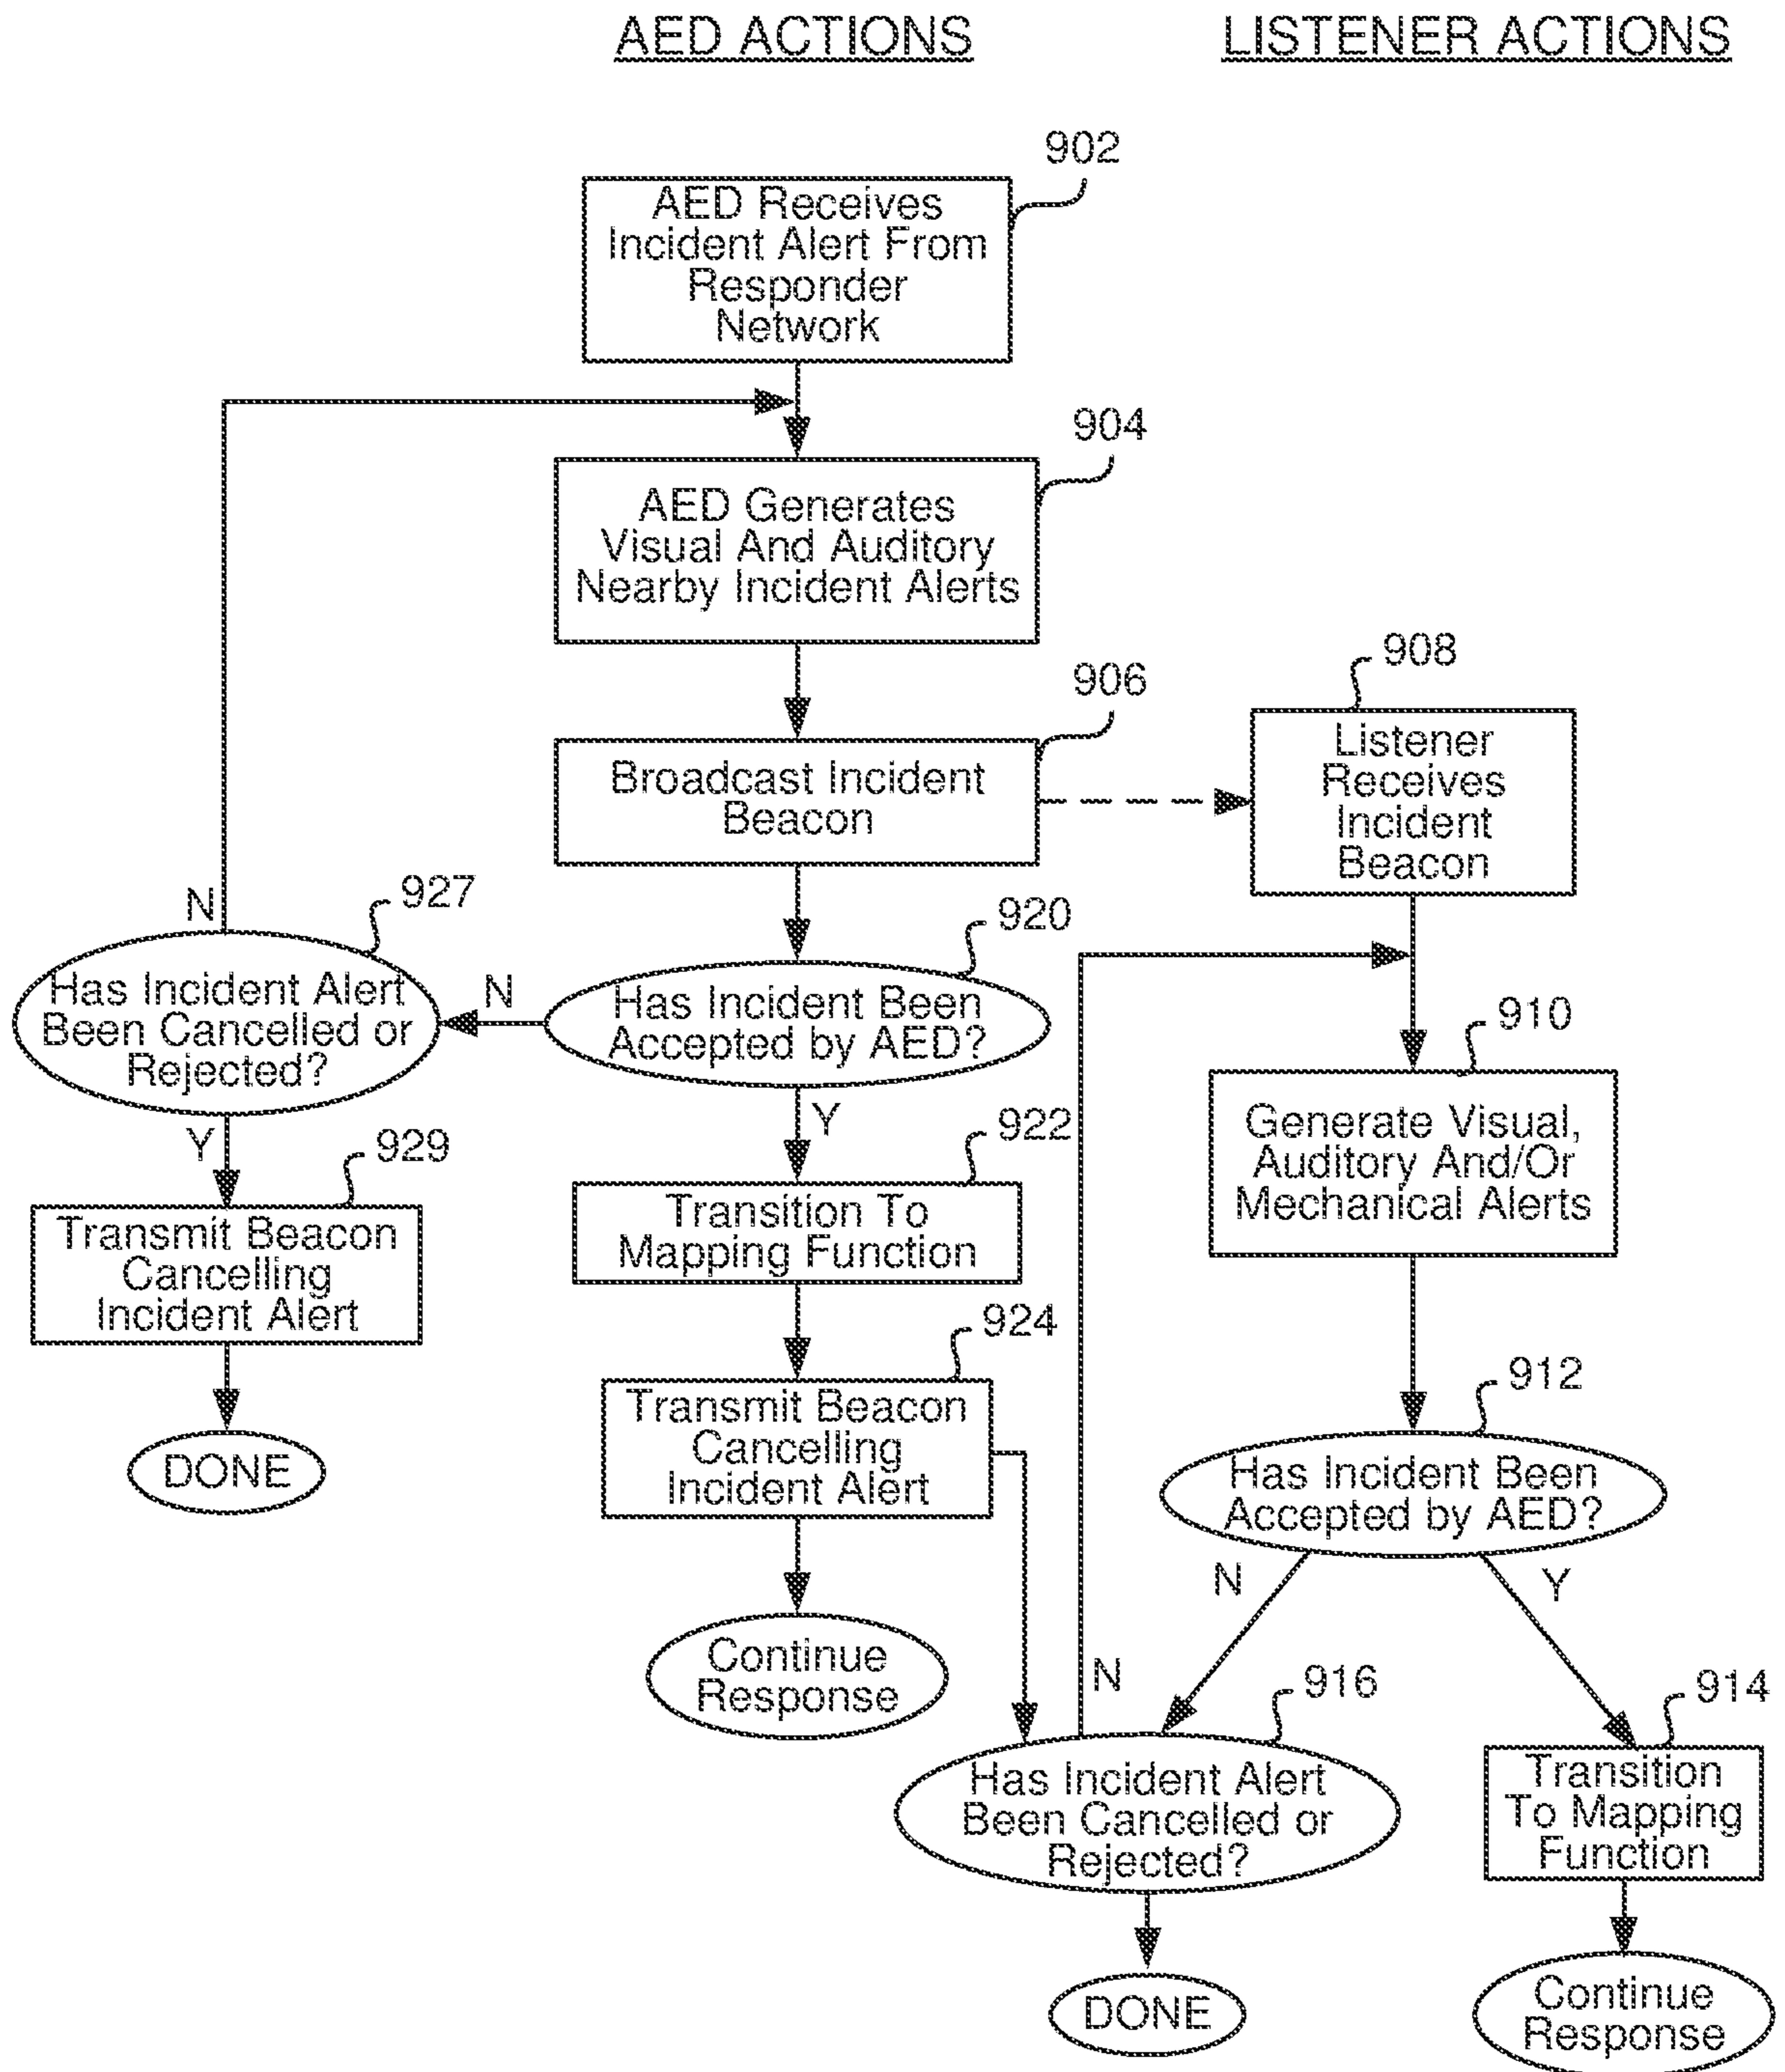 AED ACTIONS
LISTENER ACTIONS
902
AED Receives
Incident Alert From
Responder
Network
904
AED Generates
Visual And Auditory
Nearby Incident Alerts
906
Broadcast Incident
Beacon
908
Listener
Receives
Incident
Beacon
N
927
Has Incident Alert
Been Cancelled or
Rejected?
N
920
Has Incident Been
Accepted by AED?
910
Generate Visual,
Auditory And/Or
Mechanical Alerts
Y
929
Transmit Beacon
Cancelling
Incident Alert
DONE
Y
922
Transition To
Mapping Function
924
Transmit Beacon
Cancelling
Incident Alert
Continue
Response
912
Has Incident Been
Accepted by AED?
N
Y
N
916
Has Incident Alert
Been Cancelled or
Rejected?
DONE
914
Transition
To Mapping
Function
Continue
Response